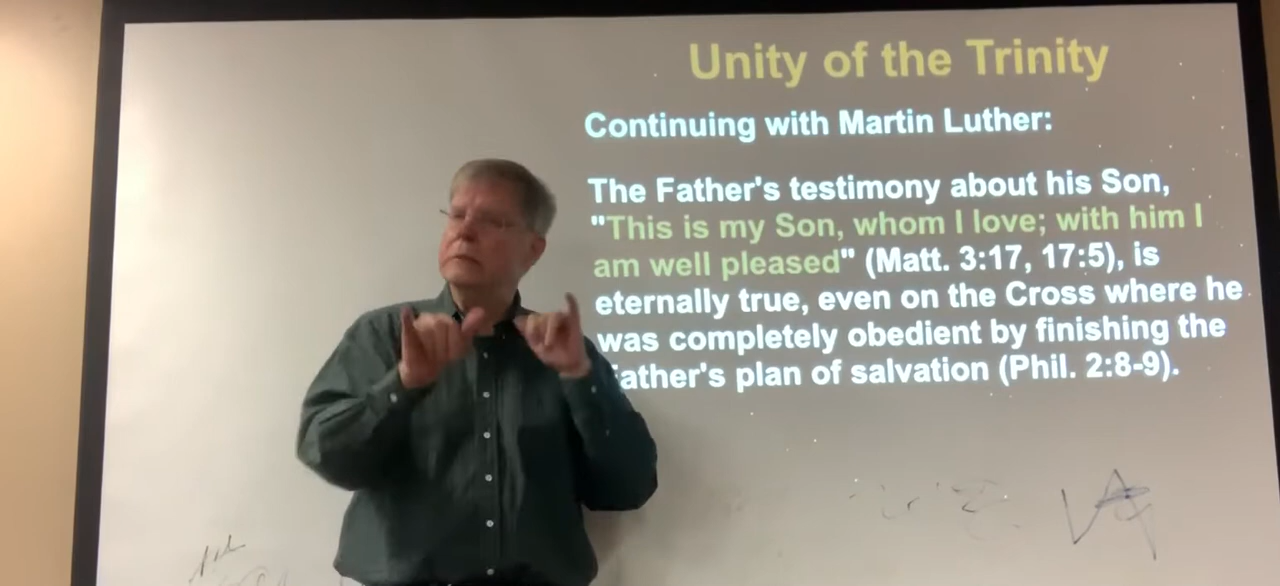 Unity of the Trinity
Continuing with Martin Luther:
The Father's testimony about his Son,
"This is my Son, whom I love; with him I
am well pleased" (Matt. 3:17, 17:5), is
eternally true, even on the Cross where he
was completely obedient by finishing the
Father's plan of salvation (Phil. 2:8-9).